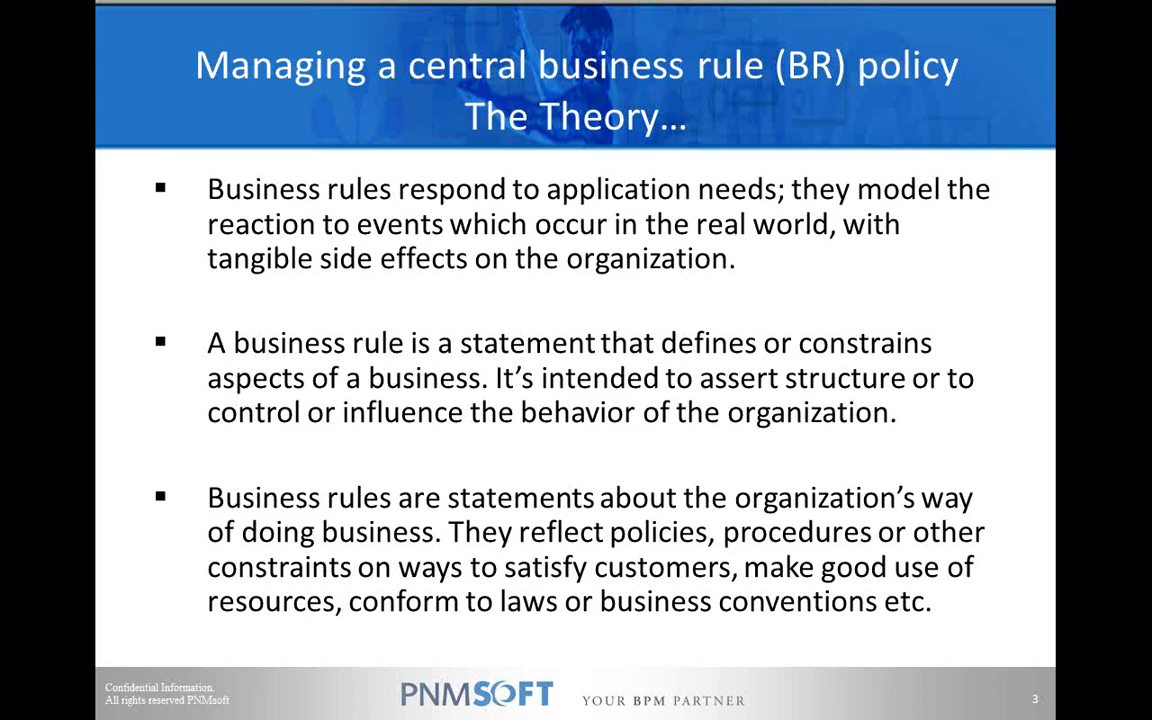 Managing a central business rule (BR) policy
The Theory…
▪ Business rules respond to application needs; they model the
reaction to events which occur in the real world, with
tangible side effects on the organization.
▪ A business rule is a statement that defines or constrains
aspects of a business. It’s intended to assert structure or to
control or influence the behavior of the organization.
▪ Business rules are statements about the organization’s way
of doing business. They reflect policies, procedures or other
constraints on ways to satisfy customers, make good use of
resources, conform to laws or business conventions etc.
Confidential Information.
All rights reserved PNMsoft
PNMSOFT YOUR BPM PARTNER
3